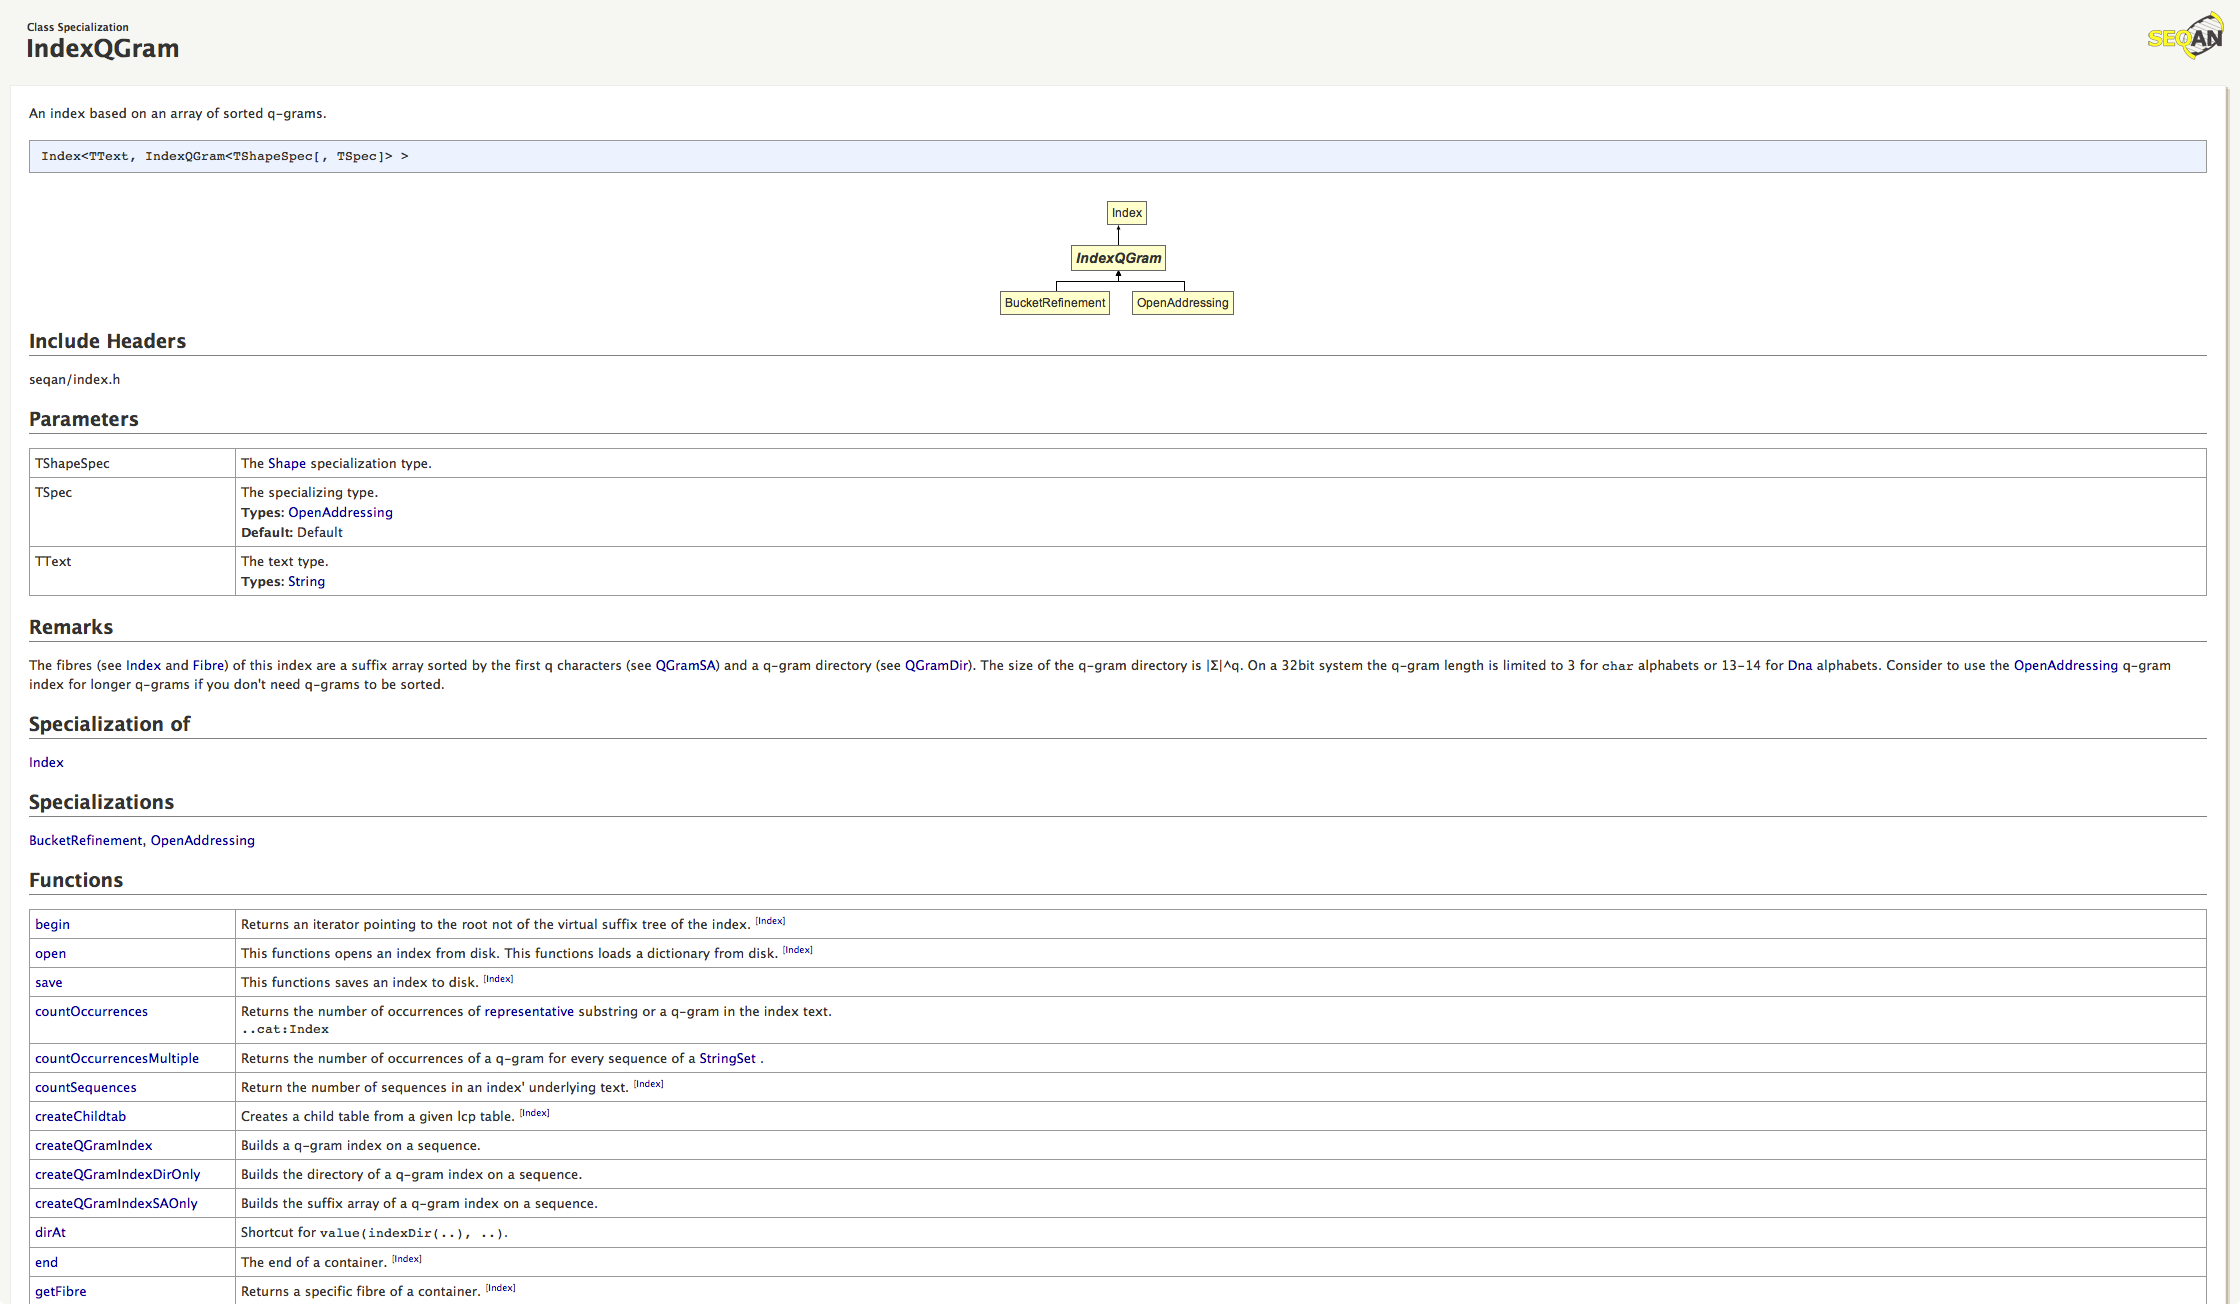 Class Specialization
IndexQGram
SEQAN
An index based on an array of sorted q-grams.
Index<TText, IndexQGram<TShapeSpec[, TSpec]> >
Index
IndexQGram
BucketRefinement OpenAddressing
Include Headers
seqan/index.h
Parameters
TShapeSpec The Shape specialization type.
TSpec The specializing type.
Types: OpenAddressing
Default: Default
TText The text type.
Types: String
Remarks
The fibres (see Index and Fibre) of this index are a suffix array sorted by the first q characters (see QGramSA) and a q-gram directory (see QGramDir). The size of the q-gram directory is |Σ|^q. On a 32bit system the q-gram length is limited to 3 for char alphabets or 13-14 for Dna alphabets. Consider to use the OpenAddressing q-gram
index for longer q-grams if you don't need q-grams to be sorted.
Specialization of
Index
Specializations
BucketRefinement, OpenAddressing
Functions
begin Returns an iterator pointing to the root not of the virtual suffix tree of the index. [Index]
open This functions opens an index from disk. This functions loads a dictionary from disk. [Index]
save This functions saves an index to disk. [Index]
countOccurrences Returns the number of occurrences of representative substring or a q-gram in the index text.
..cat:Index
countOccurrencesMultiple Returns the number of occurrences of a q-gram for every sequence of a StringSet .
countSequences Return the number of sequences in an index' underlying text. [Index]
createChildtab Creates a child table from a given lcp table. [Index]
createQGramIndex Builds a q-gram index on a sequence.
createQGramIndexDirOnly Builds the directory of a q-gram index on a sequence.
createQGramIndexSAOnly Builds the suffix array of a q-gram index on a sequence.
dirAt Shortcut for value(indexDir(..), ..).
end The end of a container. [Index]
getFibre Returns a specific fibre of a container. [Index]